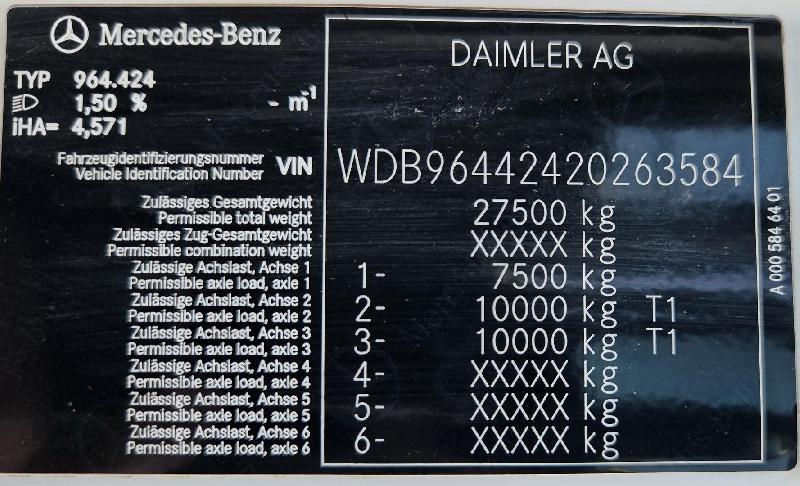 Mercedes-Benz
DAIMLER AG
TYP 964.424
1,50 % - m-1
iHA= 4,571
Fahrzeugidentifizierungsnummer
Vehicle Identification Number VIN WDB96442420263584
Zulässiges Gesamtgewicht
Permissible total weight 27500 kg
Zulässiges Zug-Gesamtgewicht
Permissible combination weight XXXXX kg
Zulässige Achslast, Achse 1
Permissible axle load, axle 1 1- 7500 kg
Zulässige Achslast, Achse 2
Permissible axle load, axle 2 2- 10000 kg T1
Zulässige Achslast, Achse 3
Permissible axle load, axle 3 3- 10000 kg T1
Zulässige Achslast, Achse 4
Permissible axle load, axle 4 4- XXXXX kg
Zulässige Achslast, Achse 5
Permissible axle load, axle 5 5- XXXXX kg
Zulässige Achslast, Achse 6
Permissible axle load, axle 6 6- XXXXX kg
A 000 584 64 01